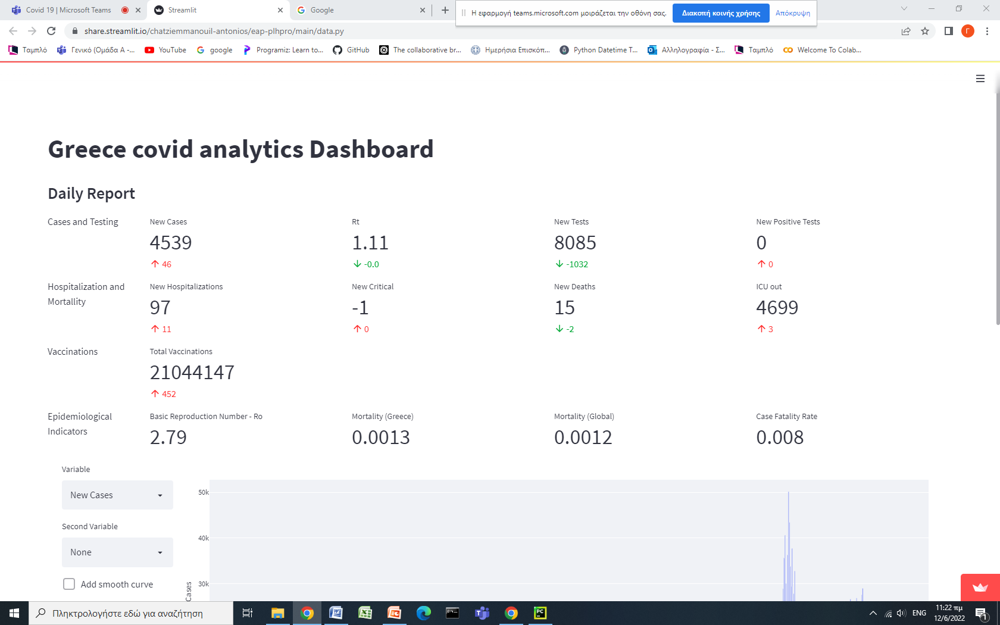 Covid 19 | Microsoft Teams
Streamlit
Google
Η εφαρμογή teams.microsoft.com μοιράζεται την οθόνη σας.
Διακοπή κοινής χρήσης
Απόκρυψη
share.streamlit.io/chatziemmanouil-antonios/eap-plhpro/main/data.py
Γ
Ταμπλό
Γενικό (Ομάδα Α -...
YouTube
google
Programiz: Learn to...
GitHub
The collaborative br...
Ημερήσια Επισκόπ...
Python Datetime T...
Αλληλογραφία - Σ...
Ταμπλό
Welcome To Colab...
Greece covid analytics Dashboard
Daily Report
Cases and Testing
New Cases
4539
46
Rt
1.11
-0.0
New Tests
8085
-1032
New Positive Tests
0
0
Hospitalization and
Mortallity
New Hospitalizations
97
11
New Critical
-1
0
New Deaths
15
-2
ICU out
4699
3
Vaccinations
Total Vaccinations
21044147
452
Epidemiological
Indicators
Basic Reproduction Number - Ro
2.79
Mortality (Greece)
0.0013
Mortality (Global)
0.0012
Case Fatality Rate
0.008
Variable
New Cases
Second Variable
None
Add smooth curve
50k
40k
30k
Cases
Πληκτρολογήστε εδώ για αναζήτηση
ENG
11:22 πμ
12/6/2022
1